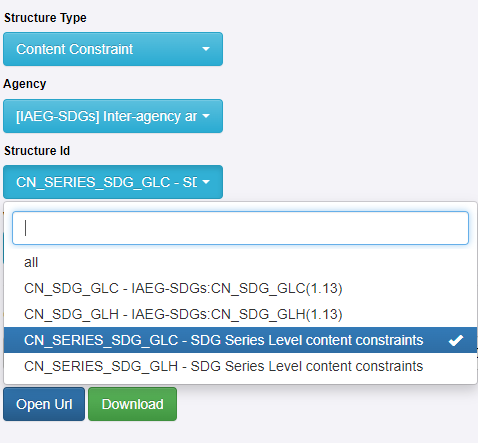 Structure Type
Content Constraint
Agency
[IAEG-SDGs] Inter-agency ar
Structure Id
CN_SERIES_SDG_GLC - SD
all
CN_SDG_GLC - IAEG-SDGs:CN_SDG_GLC(1.13)
CN_SDG_GLH - IAEG-SDGs:CN_SDG_GLH(1.13)
CN_SERIES_SDG_GLC - SDG Series Level content constraints
CN_SERIES_SDG_GLH - SDG Series Level content constraints
Open Url
Download